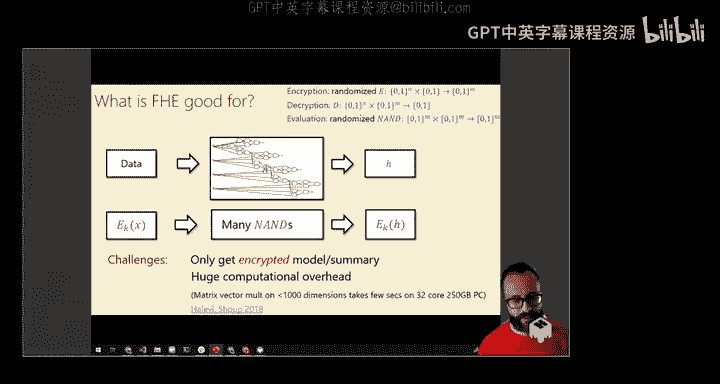 GPT中英字幕课程资源@bilibili.com
GPT中英字幕课程资源 bilibili
What is FHE good for?
Encryption: randomized E: {0,1}ⁿ × {0,1} → {0,1}ᵐ
Decryption: D: {0,1}ⁿ × {0,1}ᵐ → {0,1}
Evaluation: randomized NAND: {0,1}ᵐ × {0,1}ᵐ → {0,1}ᵐ
Data
h
Eₖ(x)
Many NANDs
Eₖ(h)
Challenges: Only get encrypted model/summary
Huge computational overhead
(Matrix vector mult on <1000 dimensions takes few secs on 32 core 250GB PC)
Halevi, Shoup 2018